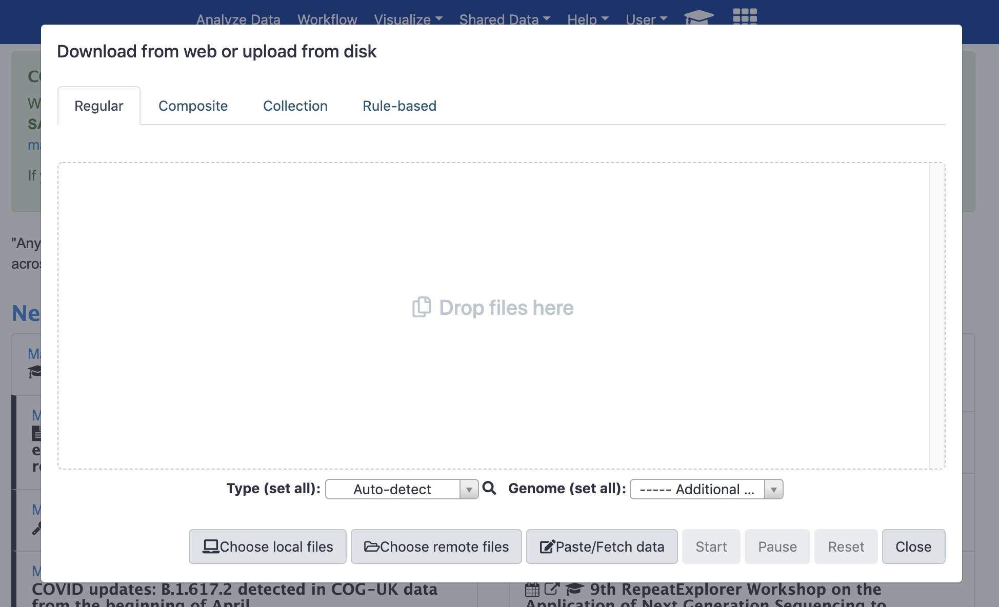 Analyze Data Workflow Visualize Shared Data Help User
Download from web or upload from disk
Regular Composite Collection Rule-based
If
"Any
Drop files here
Type (set all): Auto-detect Genome (set all): ----- Additional ...
Choose local files Choose remote files Paste/Fetch data Start Pause Reset Close
COVID updates: B.1.617.2 detected in COG-UK data
from the beginning of April
9th RepeatExplorer Workshop on the
Application of Next Generation Sequencing to